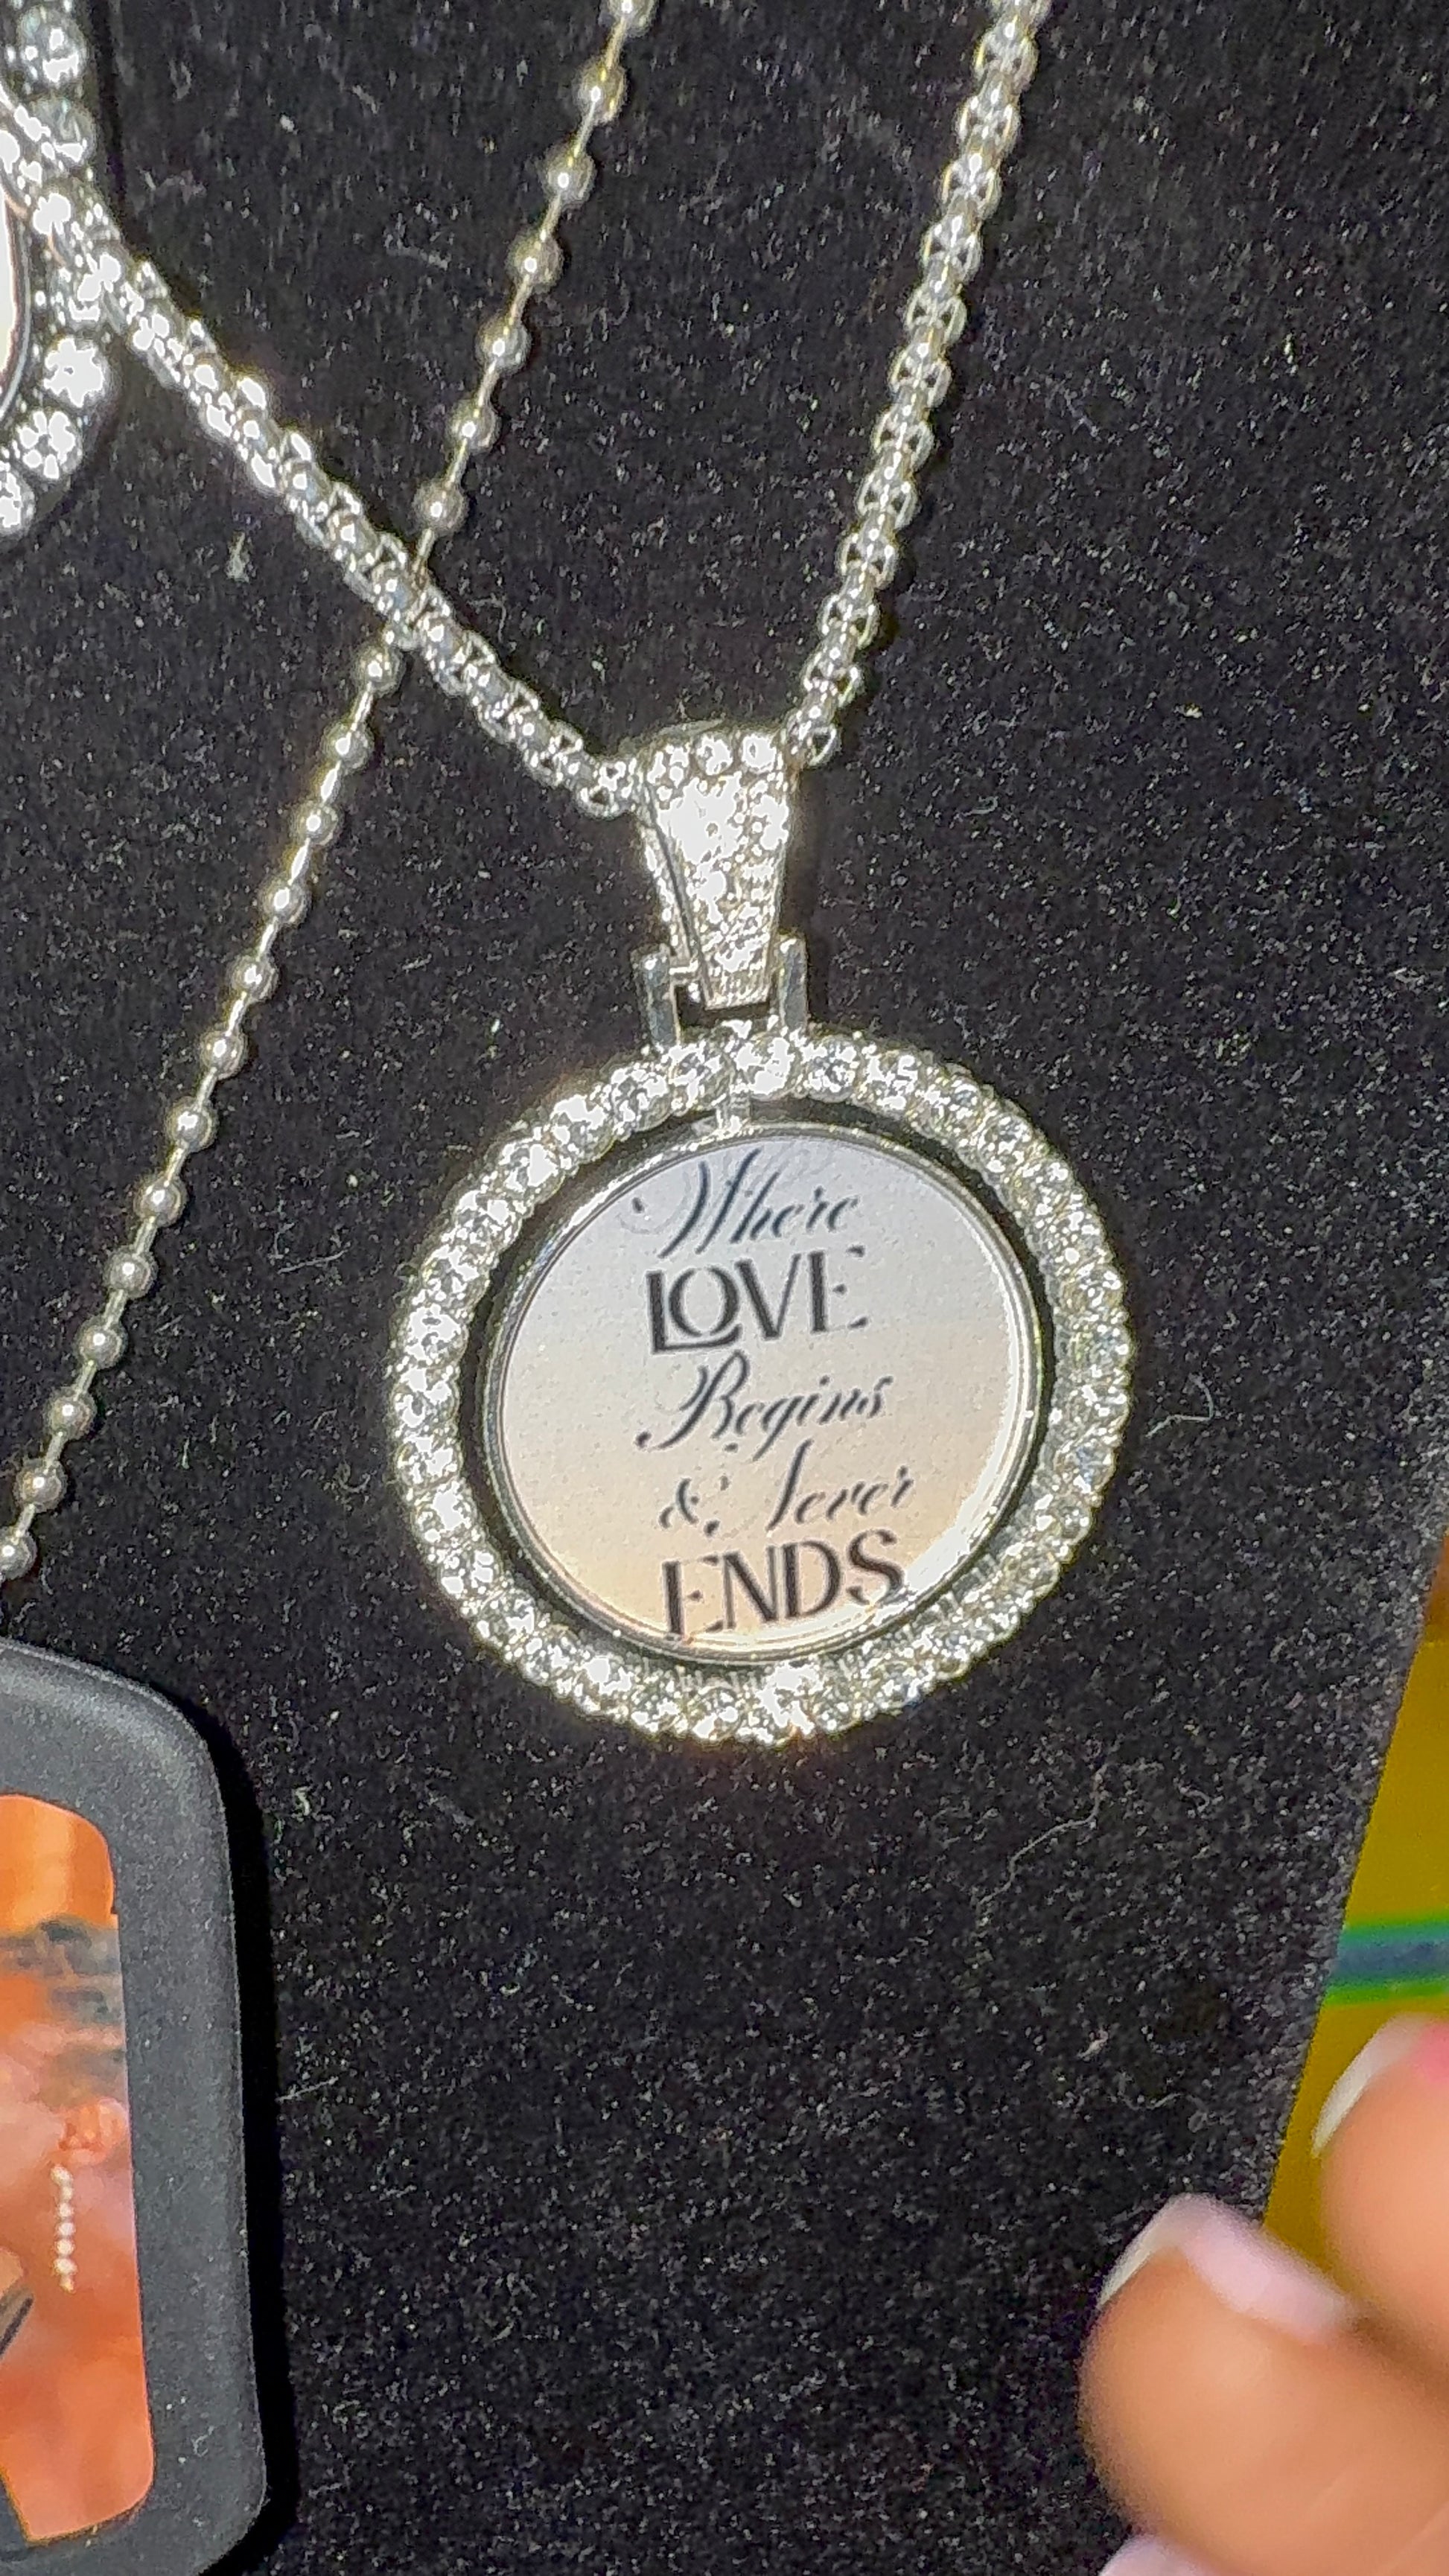 Where
LOVE
Begins
& Never
ENDS